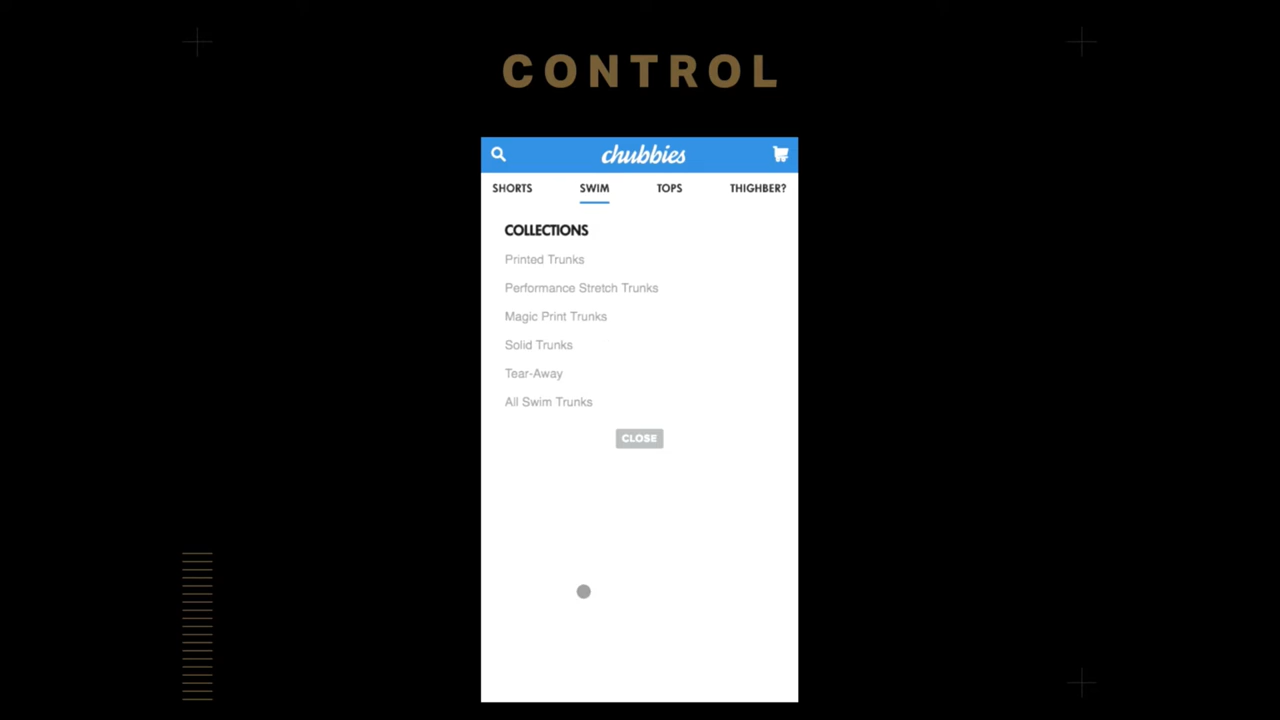 CONTROL
chubbies
SHORTS SWIM TOPS THIGHBER?
COLLECTIONS
Printed Trunks
Performance Stretch Trunks
Magic Print Trunks
Solid Trunks
Tear-Away
All Swim Trunks
CLOSE